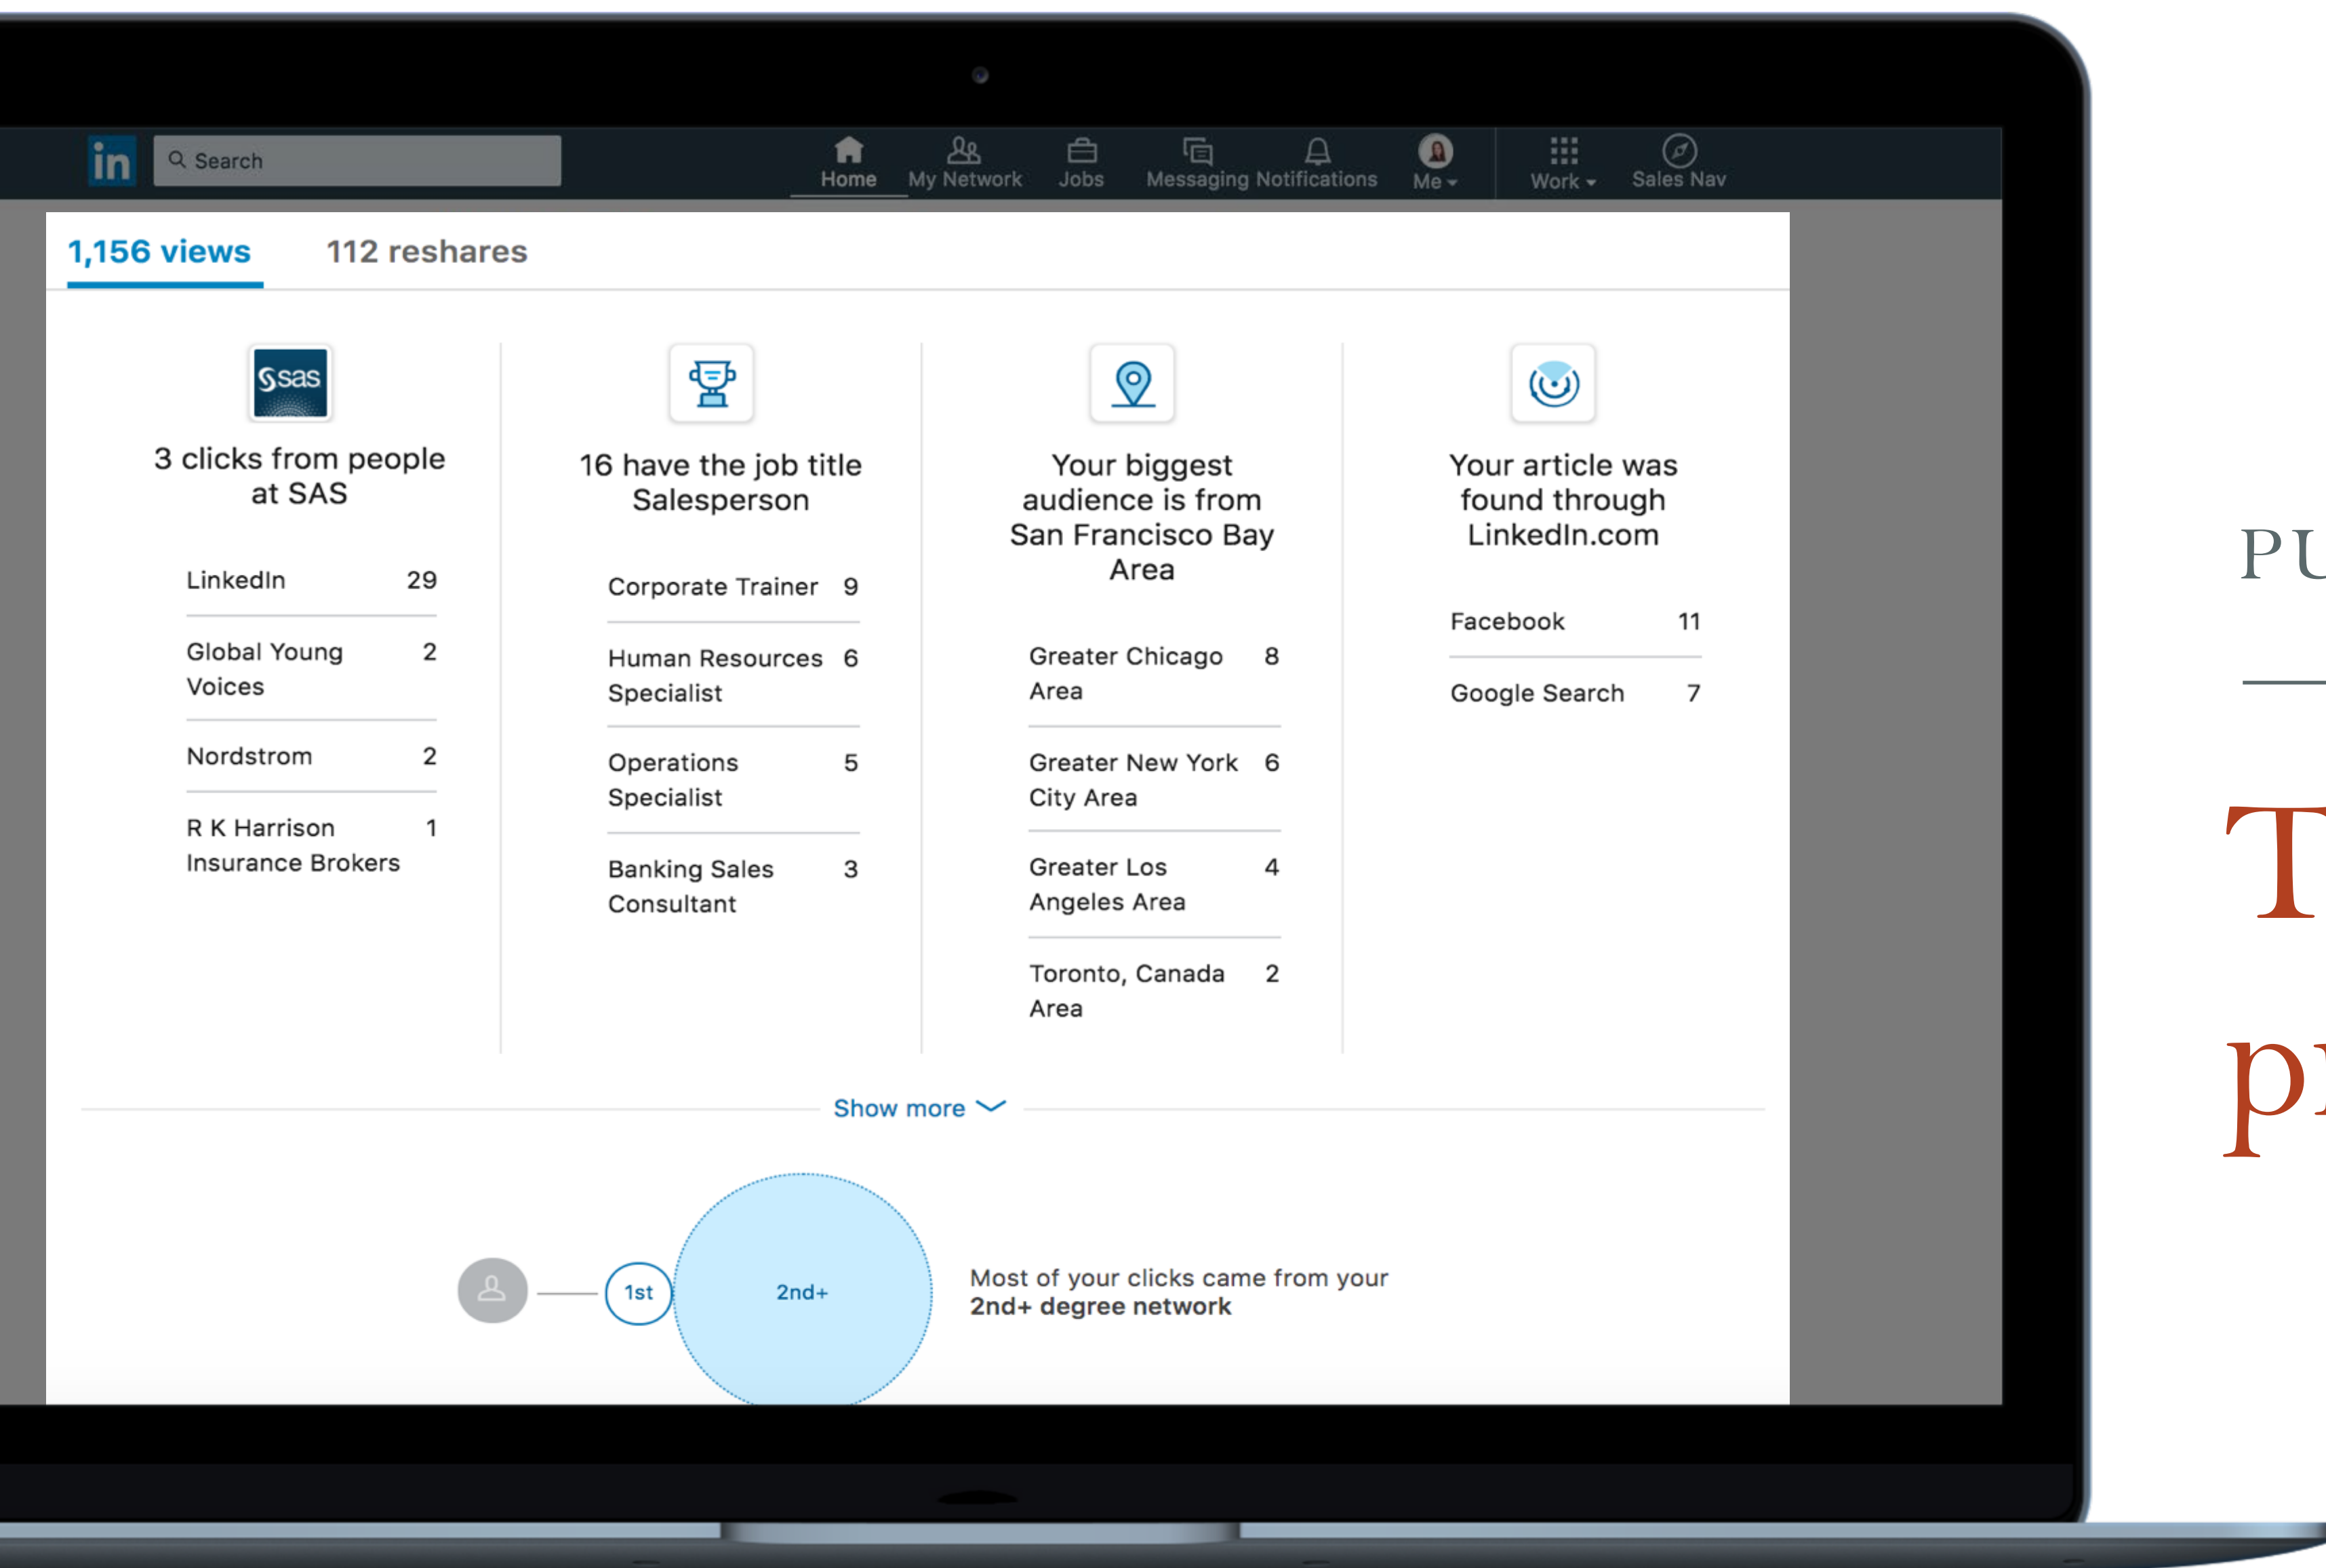 in
Search
Home
My Network
Jobs
Messaging
Notifications
Me
Work
Sales Nav
1,156 views
112 reshares
sas
3 clicks from people
at SAS
LinkedIn 29
Global Young 2
Voices
Nordstrom 2
R K Harrison 1
Insurance Brokers
16 have the job title
Salesperson
Corporate Trainer 9
Human Resources 6
Specialist
Operations 5
Specialist
Banking Sales 3
Consultant
Your biggest
audience is from
San Francisco Bay
Area
Greater Chicago 8
Area
Greater New York 6
City Area
Greater Los 4
Angeles Area
Toronto, Canada 2
Area
Your article was
found through
LinkedIn.com
Facebook 11
Google Search 7
Show more
1st
2nd+
Most of your clicks came from your
2nd+ degree network